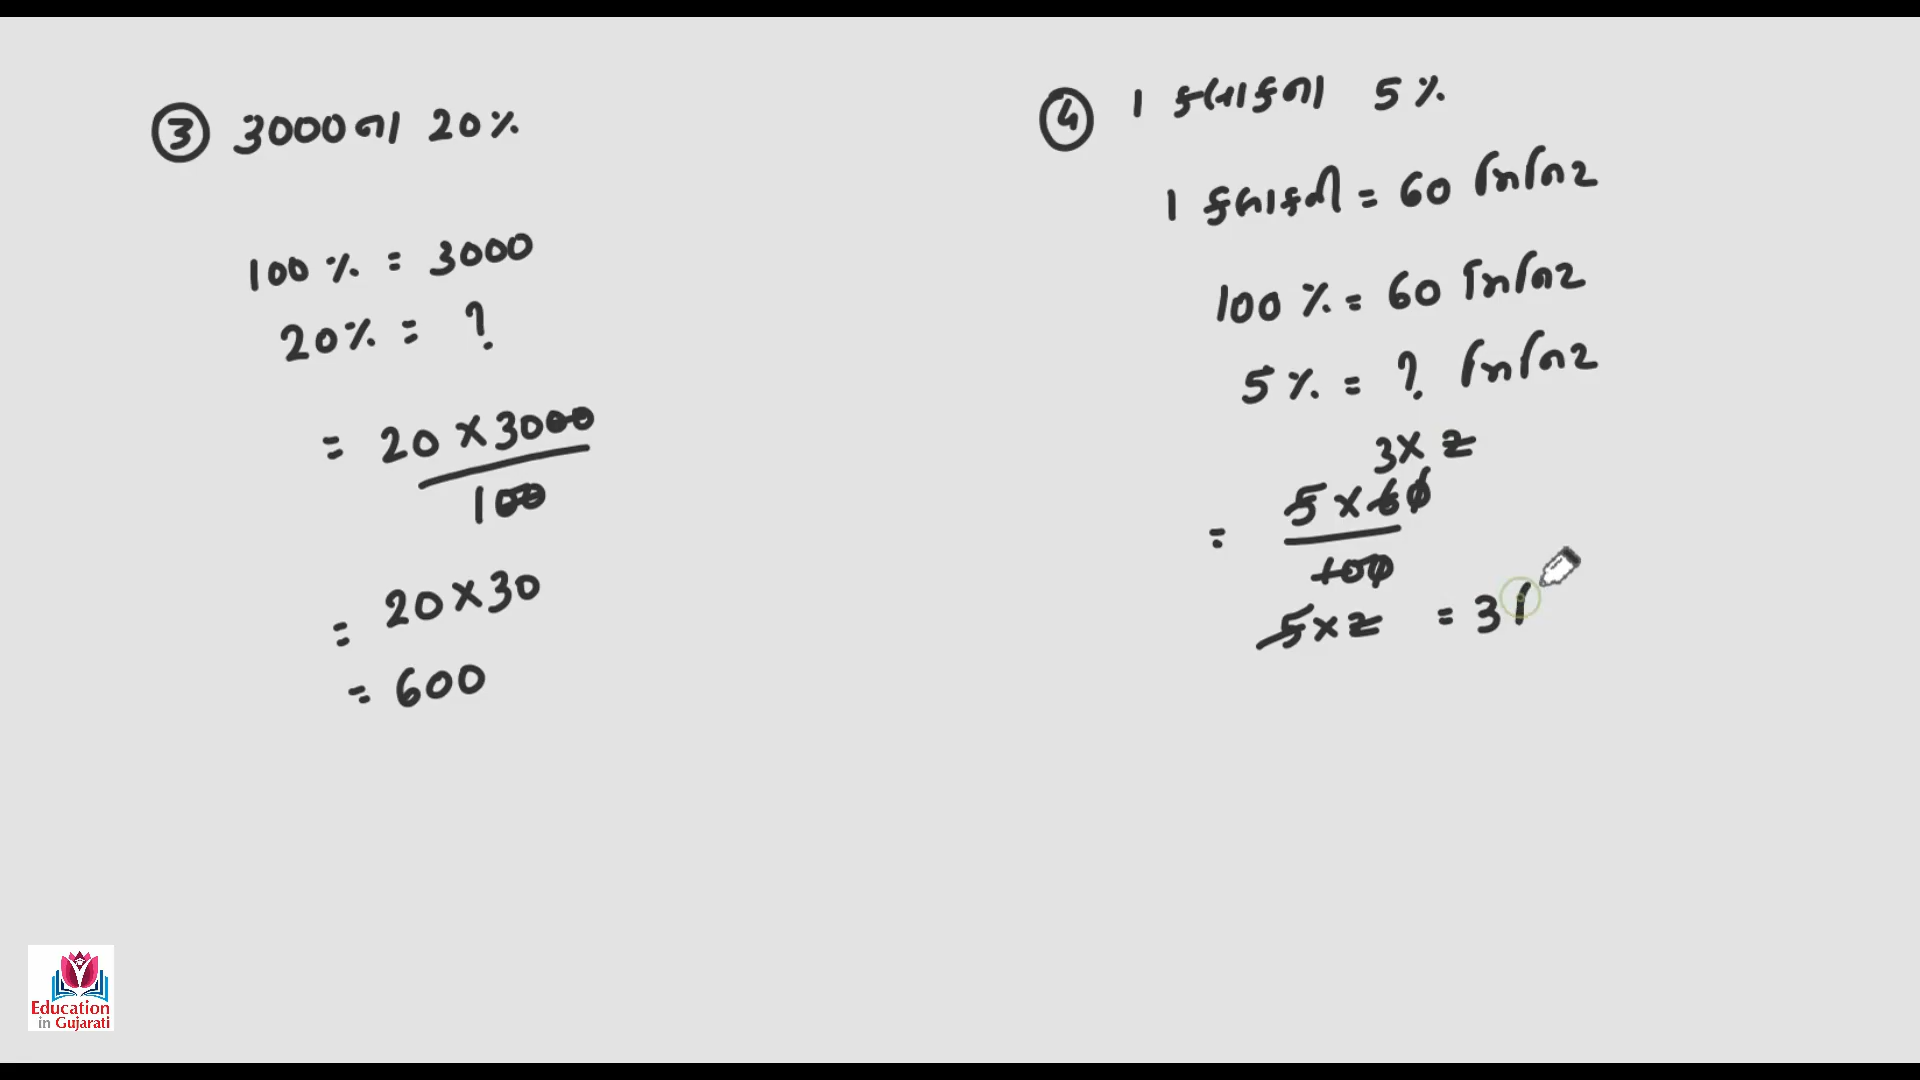 ③ 3000ના 20%
100% = 3000
20% = ?
= 20 × 3000
100
= 20 × 30
= 600
④ 1 કલાકના 5%
1 કલાકની = 60 મિનિટ
100% = 60 મિનિટ
5% = ? મિનિટ
3 × 2
= 5 × 60
100
5 × 2 = 3
Education
in Gujarati